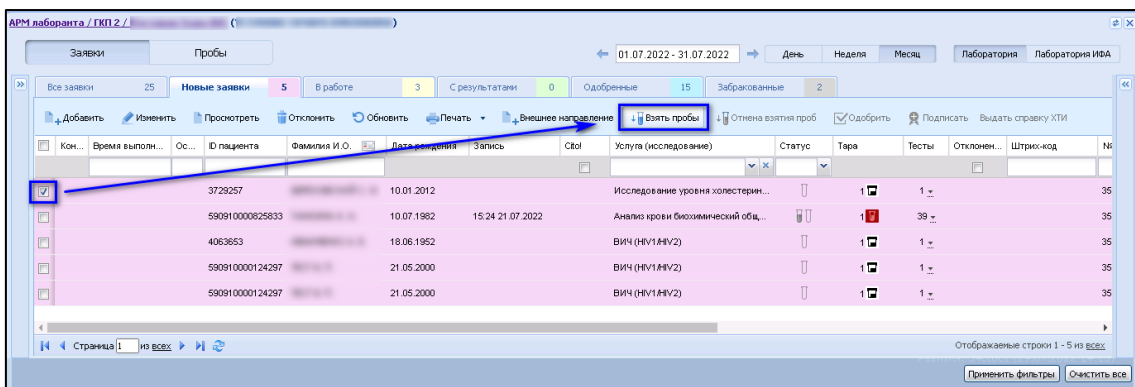 АРМ лаборанта / ГКП 2 / ( )
Заявки Пробы 01.07.2022 - 31.07.2022 День Неделя Месяц Лаборатория Лаборатория ИФА
Все заявки 25 Новые заявки 5 В работе 3 С результатами 0 Одобренные 15 Забракованные 2
Добавить Изменить Просмотреть Отклонить Обновить Печать Внешнее направление Взять пробы Отмена взятия проб Одобрить Подписать Выдать справку ХТИ
Кон... Время выполн... Ос... ID пациента Фамилия И.О. Дата рождения Запись Cito! Услуга (исследование) Статус Тара Тесты Отклонен... Штрих-код №
3729257 10.01.2012 Исследование уровня холестерин... 1 1 35
590910000825833 10.07.1982 15:24 21.07.2022 Анализ крови биохимический общ... 1 39 35
4063653 18.06.1952 ВИЧ (HIV1/HIV2) 1 1 35
590910000124297 21.05.2000 ВИЧ (HIV1/HIV2) 1 1 35
590910000124297 21.05.2000 ВИЧ (HIV1/HIV2) 1 1 35
Страница 1 из всех Отображаемые строки 1 - 5 из всех
Применить фильтры Очистить все